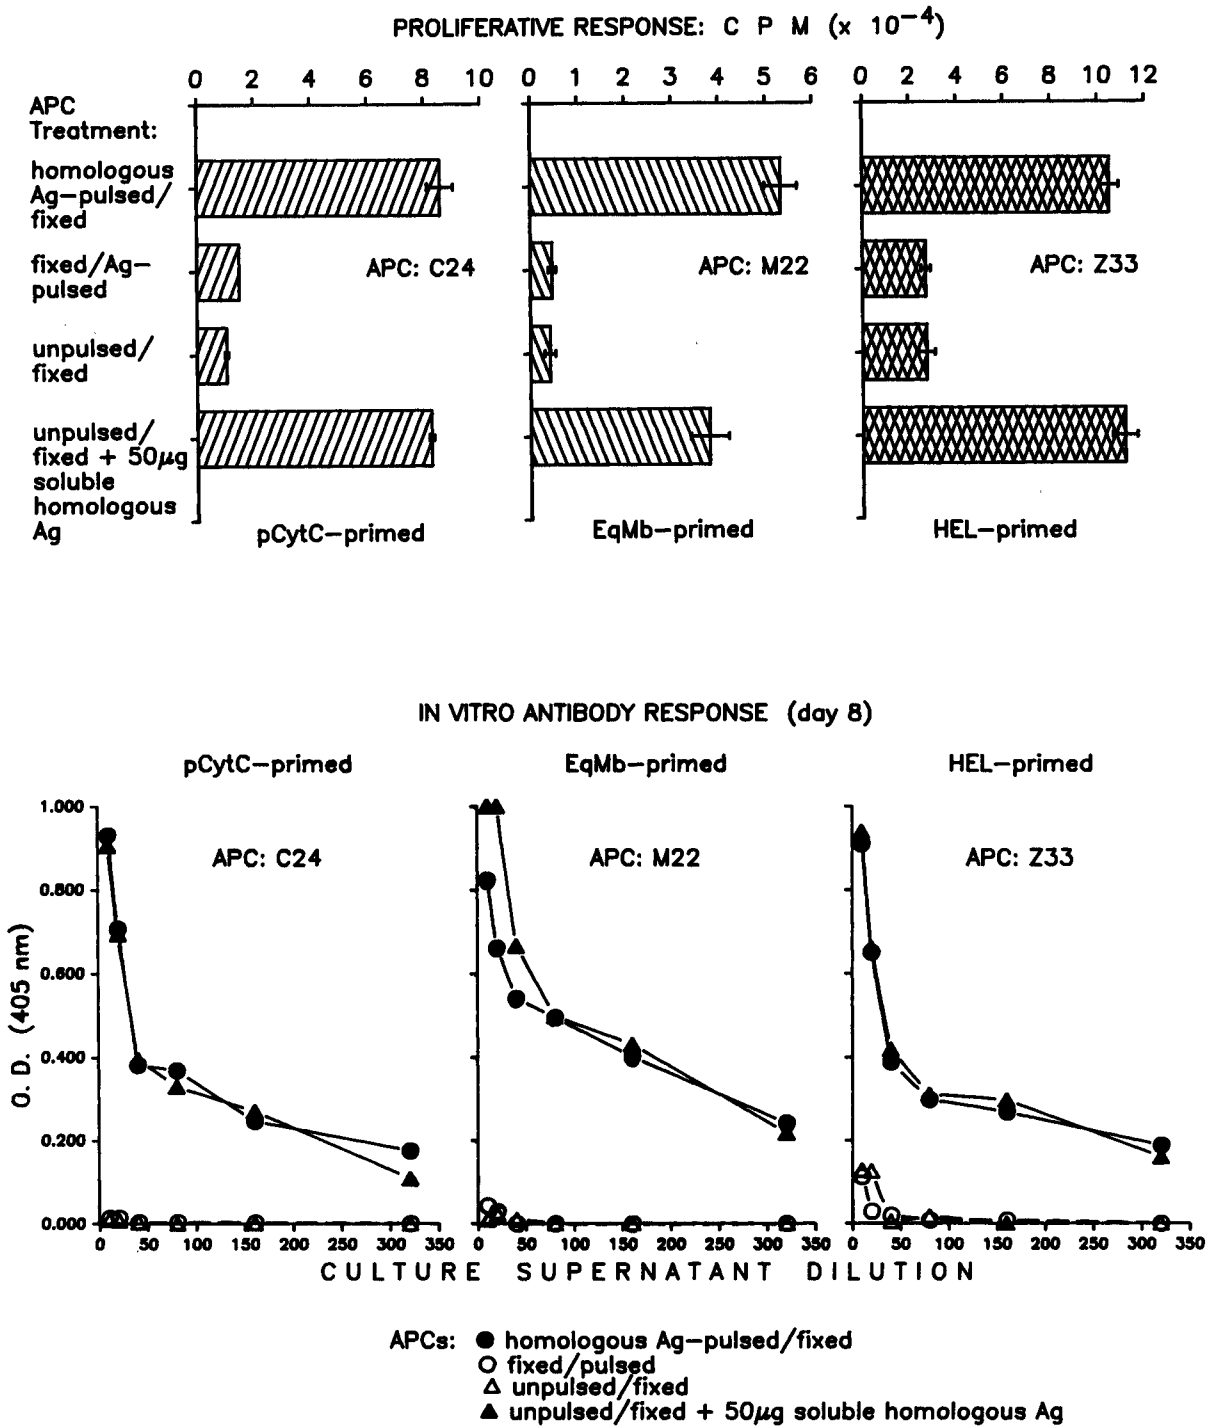 PROLIFERATIVE RESPONSE: C P M (x 10−4)
0 2 4 6 8 10 0 1 2 3 4 5 6 0 2 4 6 8 10 12
APC
Treatment:
homologous
Ag−pulsed/
fixed
fixed/Ag−
pulsed
APC: C24 APC: M22 APC: Z33
unpulsed/
fixed
unpulsed/
fixed + 50µg
soluble
homologous
Ag
pCytC−primed EqMb−primed HEL−primed
IN VITRO ANTIBODY RESPONSE (day 8)
pCytC−primed EqMb−primed HEL−primed
APC: C24 APC: M22 APC: Z33
O. D. (405 nm)
1.000
0.800
0.600
0.400
0.200
0.000
0 50 100 150 200 250 300 350 0 50 100 150 200 250 300 350 0 50 100 150 200 250 300 350
CULTURE SUPERNATANT DILUTION
APCs: homologous Ag−pulsed/fixed
fixed/pulsed
unpulsed/fixed
unpulsed/fixed + 50µg soluble homologous Ag